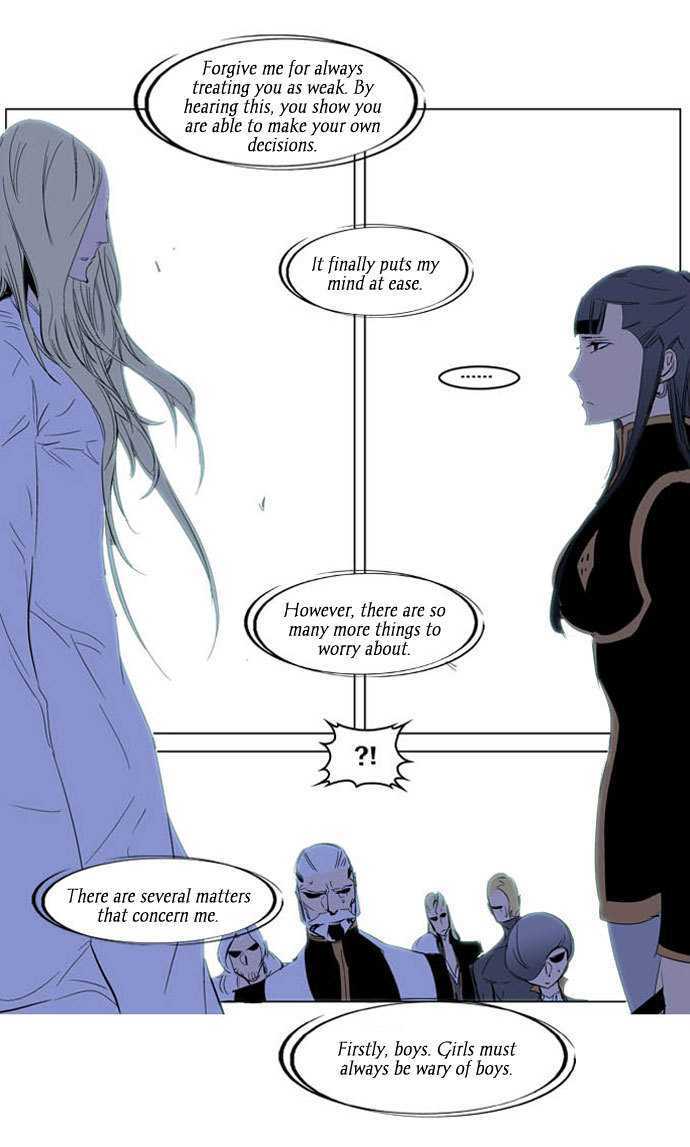 Forgive me for always
treating you as weak. By
hearing this, you show you
are able to make your own
decisions.
It finally puts my
mind at ease.
······
However, there are so
many more things to
worry about.
?!
There are several matters
that concern me.
Firstly, boys. Girls must
always be wary of boys.